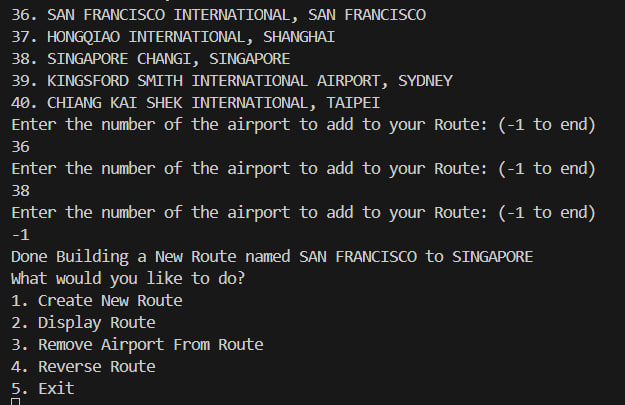 36. SAN FRANCISCO INTERNATIONAL, SAN FRANCISCO
37. HONGQIAO INTERNATIONAL, SHANGHAI
38. SINGAPORE CHANGI, SINGAPORE
39. KINGSFORD SMITH INTERNATIONAL AIRPORT, SYDNEY
40. CHIANG KAI SHEK INTERNATIONAL, TAIPEI
Enter the number of the airport to add to your Route: (-1 to end)
36
Enter the number of the airport to add to your Route: (-1 to end)
38
Enter the number of the airport to add to your Route: (-1 to end)
-1
Done Building a New Route named SAN FRANCISCO to SINGAPORE
What would you like to do?
1. Create New Route
2. Display Route
3. Remove Airport From Route
4. Reverse Route
5. Exit